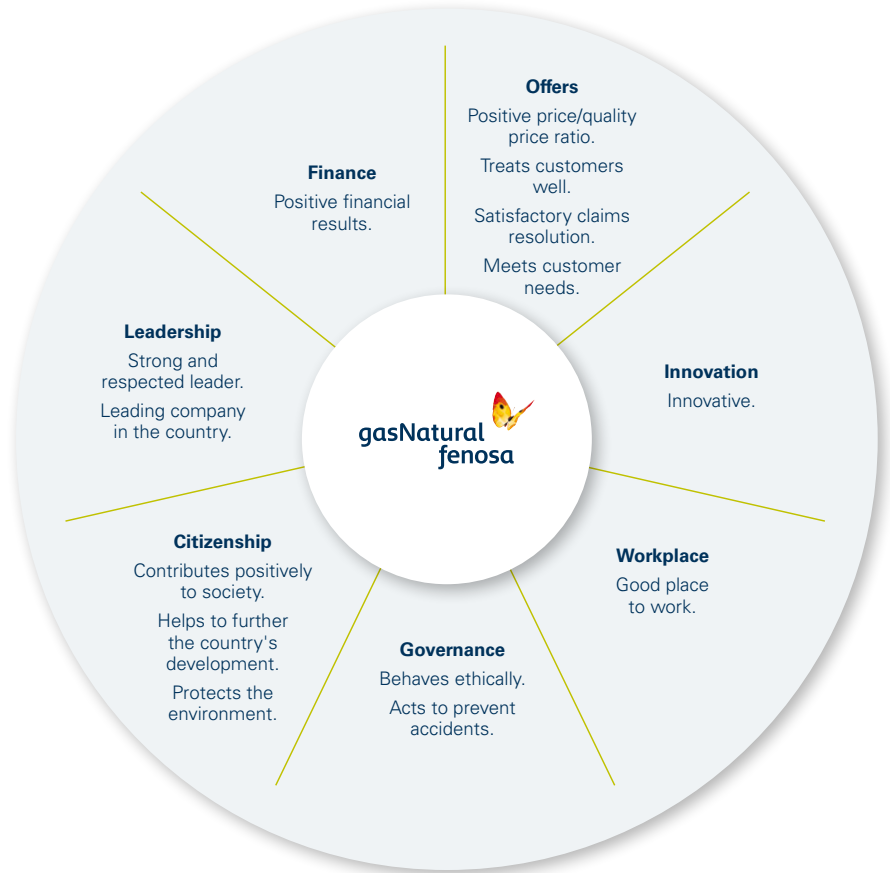 Offers
Positive price/quality
price ratio.
Treats customers
well.
Satisfactory claims
resolution.
Meets customer
needs.
Innovation
Innovative.
Workplace
Good place
to work.
Governance
Behaves ethically.
Acts to prevent
accidents.
Citizenship
Contributes positively
to society.
Helps to further
the country's
development.
Protects the
environment.
Leadership
Strong and
respected leader.
Leading company
in the country.
Finance
Positive financial
results.
gasNatural
fenosa